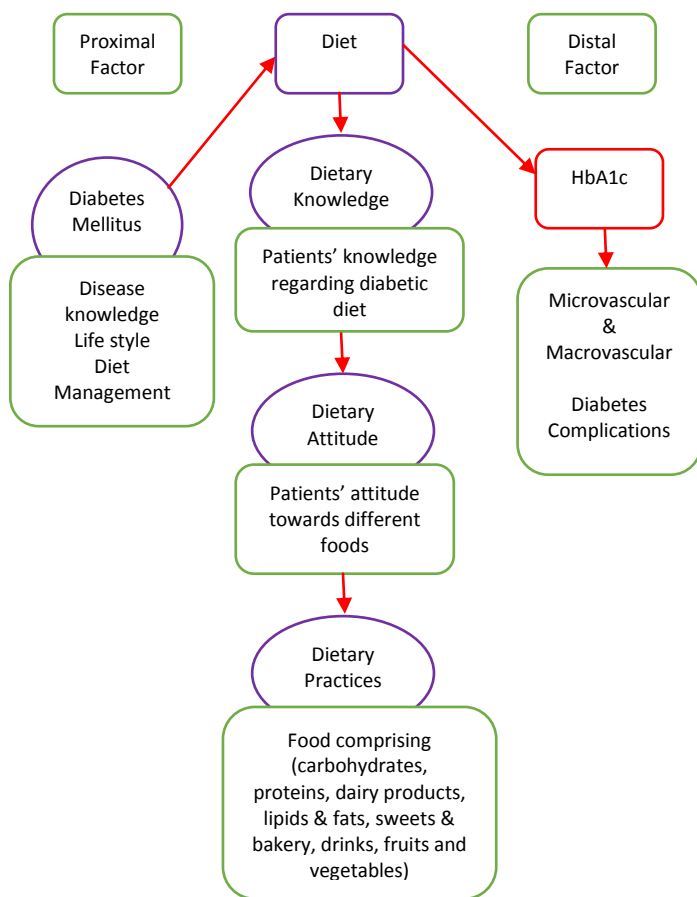 Proximal
Factor
Diet
Distal
Factor
Diabetes
Mellitus
Disease
knowledge
Life style
Diet
Management
Dietary
Knowledge
Patients’ knowledge
regarding diabetic
diet
Dietary
Attitude
Patients’ attitude
towards different
foods
Dietary
Practices
Food comprising
(carbohydrates,
proteins, dairy products,
lipids & fats, sweets &
bakery, drinks, fruits and
vegetables)
HbA1c
Microvascular
&
Macrovascular
Diabetes
Complications